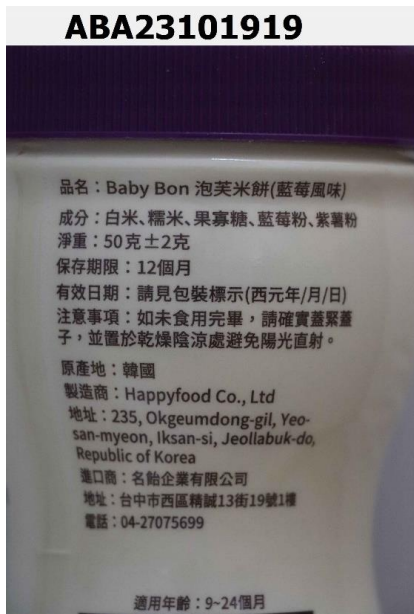 ABA23101919
品名：Baby Bon 泡芙米餅(藍莓風味)
成分：白米、糯米、果寡糖、藍莓粉、紫薯粉
淨重：50克±2克
保存期限：12個月
有效日期：請見包裝標示(西元年/月/日)
注意事項：如未食用完畢，請確實蓋緊蓋
子，並置於乾燥陰涼處避免陽光直射。
原產地：韓國
製造商：Happyfood Co., Ltd
地址：235, Okgeumdong-gil, Yeo-
san-myeon, Iksan-si, Jeollabuk-do,
Republic of Korea
進口商：名飴企業有限公司
地址：台中市西區精誠13街19號1樓
電話：04-27075699
適用年齡：9~24個月